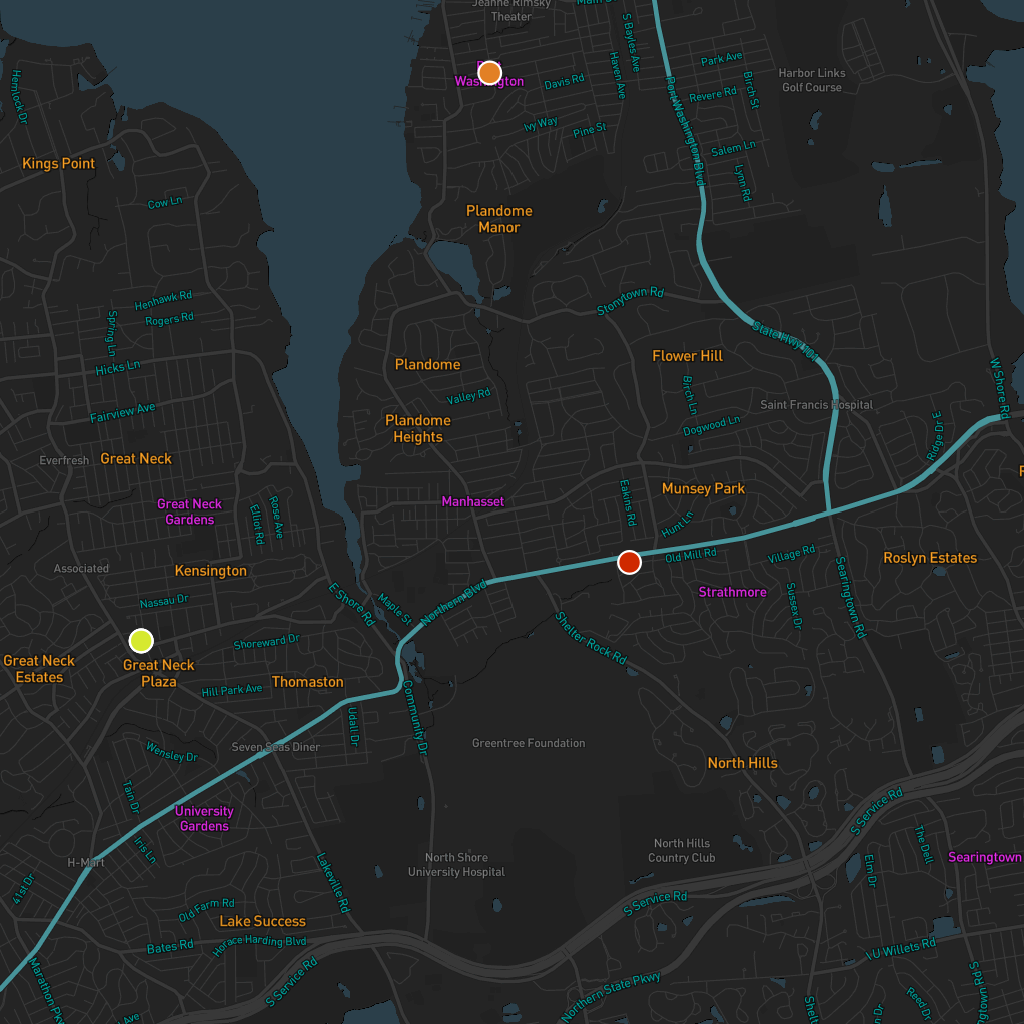 Jeanne Rimsky
Theater
Main St
S Bayles Ave
Haven Ave
Park Ave
Birch St
Harbor Links
Golf Course
Hemlock Dr
Washington
Davis Rd
Revere Rd
Port Washington Blvd
Ivy Way
Pine St
Salem Ln
Lynn Rd
Kings Point
Cow Ln
Plandome
Manor
Henhawk Rd
Rogers Rd
Spring Ln
Stonytown Rd
State Hwy 101
Hicks Ln
Plandome
Flower Hill
W Shore Rd
Valley Rd
Birch Ln
Saint Francis Hospital
Fairview Ave
Plandome
Heights
Dogwood Ln
Ridge Dr E
Everfresh
Great Neck
Great Neck
Gardens
Elliot Rd
Rose Ave
Manhasset
Eakins Rd
Munsey Park
Hunt Ln
Associated
Kensington
Old Mill Rd
Village Rd
Roslyn Estates
Nassau Dr
E Shore Rd
Maple St
Northern Blvd
Strathmore
Sussex Dr
Searingtown Rd
Shelter Rock Rd
Shoreward Dr
Great Neck
Estates
Great Neck
Plaza
Hill Park Ave
Thomaston
Udall Dr
Community Dr
Wensley Dr
Seven Seas Diner
Greentree Foundation
North Hills
Tain Dr
University
Gardens
S Service Rd
Iris Ln
H-Mart
41st Dr
Lakeville Rd
North Shore
University Hospital
North Hills
Country Club
The Dell
Elm Dr
Searingtown
Old Farm Rd
Lake Success
S Service Rd
Bates Rd
Horace Harding Blvd
S Service Rd
I U Willets Rd
Marathon Pkwy
Northern State Pkwy
Reed Dr